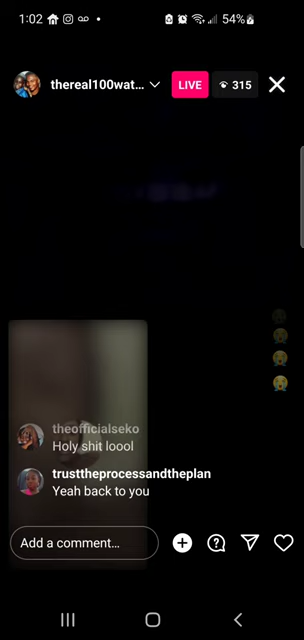 1:02 54%
thereal100wat... LIVE 315
theofficialseko
Holy shit loool
trusttheprocessandtheplan
Yeah back to you
Add a comment...